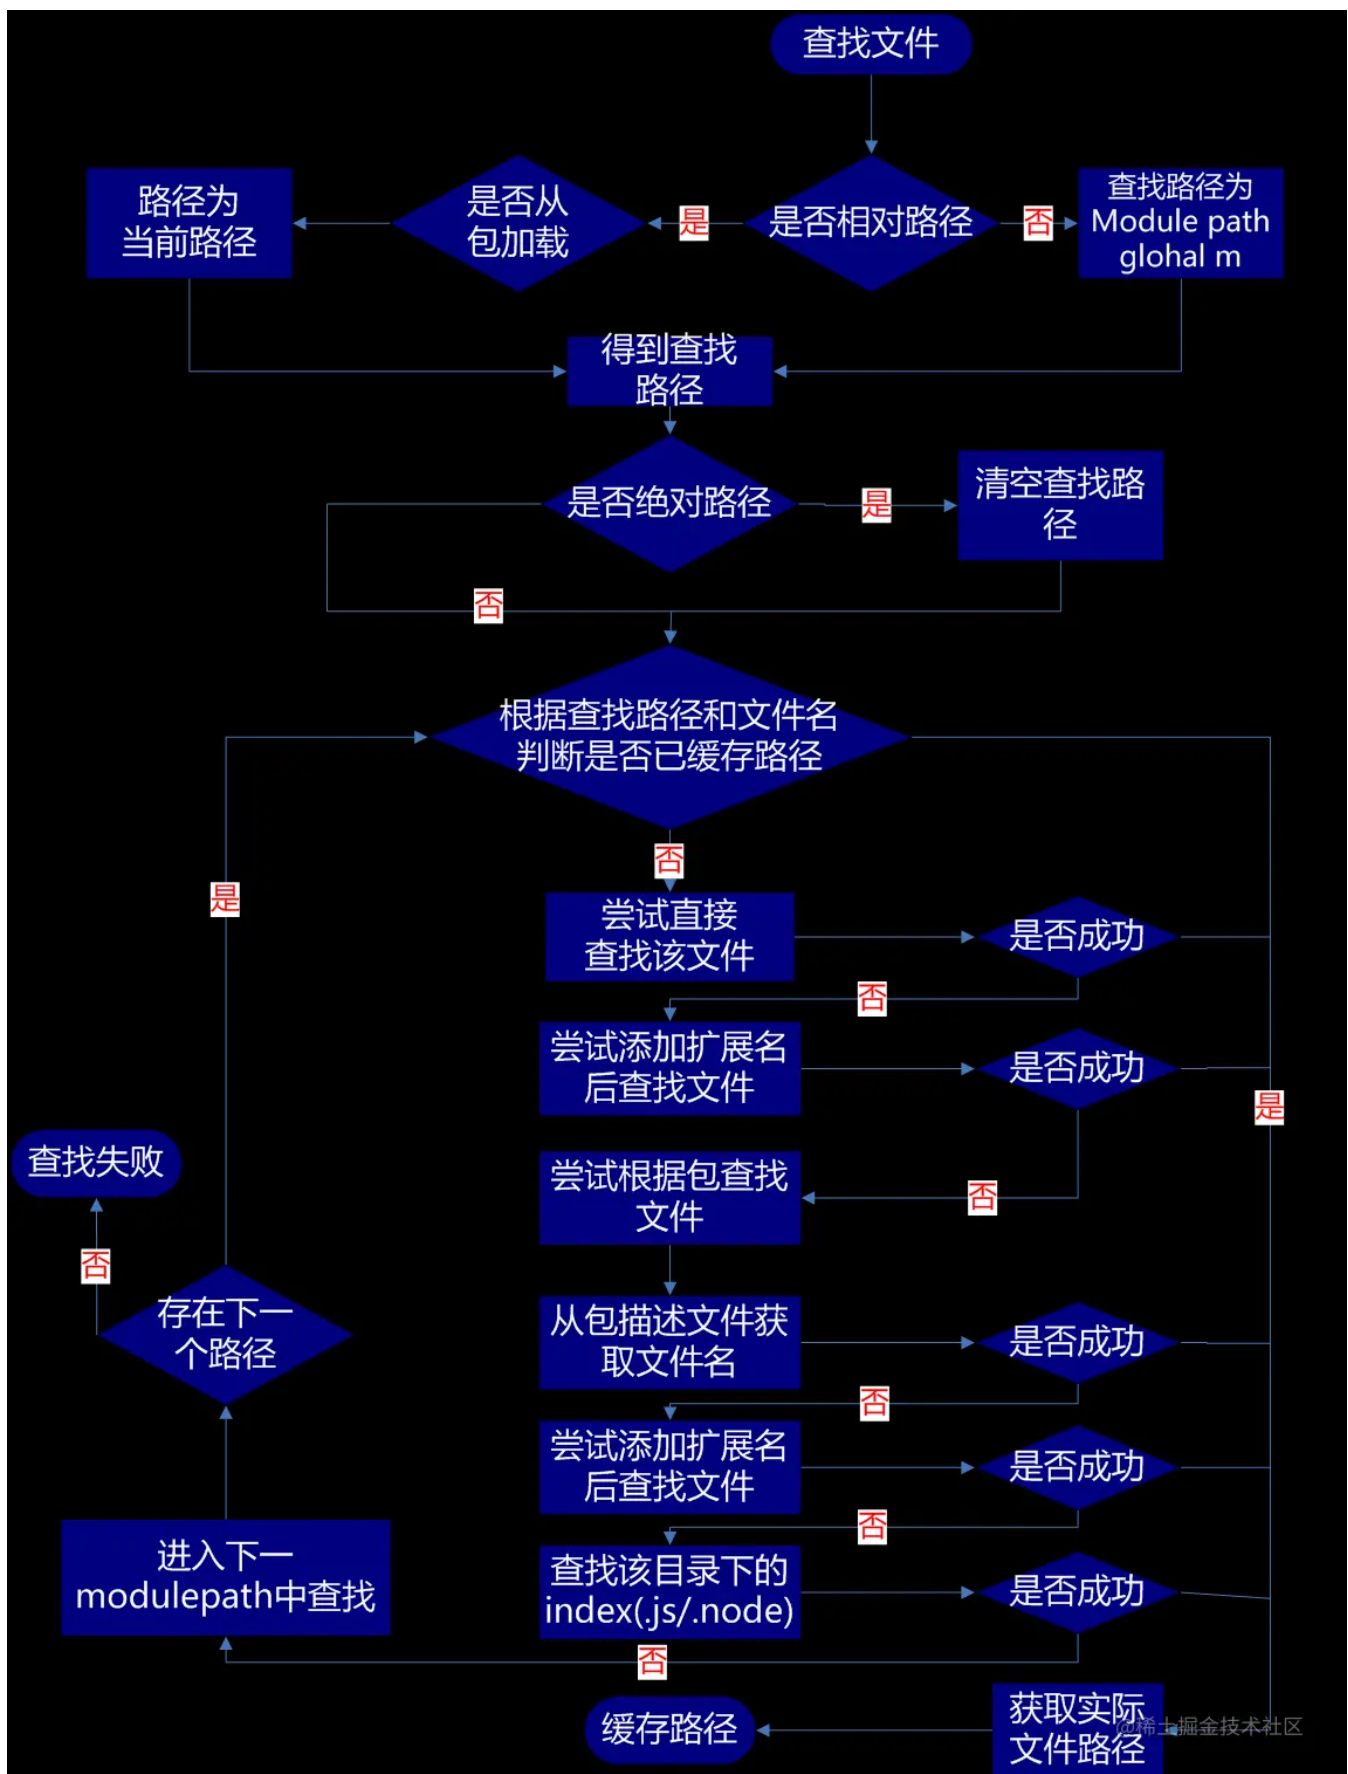 查找文件
是否相对路径
是
是否从
包加载
路径为
当前路径
否
查找路径为
Module path
glohal m
得到查找
路径
是否绝对路径
是
清空查找路
径
否
根据查找路径和文件名
判断是否已缓存路径
否
是
尝试直接
查找该文件
是否成功
否
尝试添加扩展名
后查找文件
是否成功
是
否
尝试根据包查找
文件
查找失败
否
存在下一
个路径
从包描述文件获
取文件名
是否成功
否
尝试添加扩展名
后查找文件
是否成功
否
进入下一
modulepath中查找
查找该目录下的
index(.js/.node)
是否成功
否
获取实际
文件路径
缓存路径
@稀土掘金技术社区